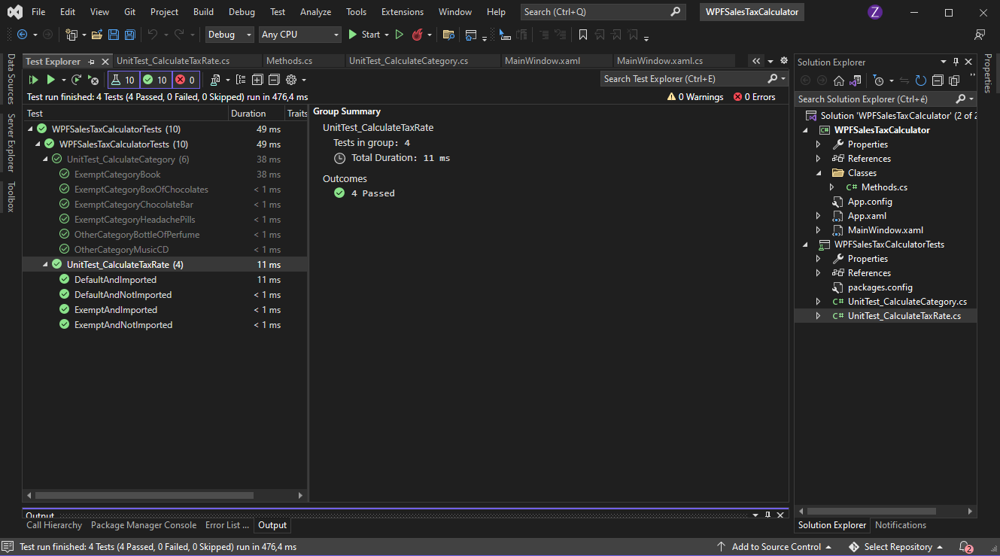 File Edit View Git Project Build Debug Test Analyze Tools Extensions Window Help Search (Ctrl+Q) WPFSalesTaxCalculator Z
Debug Any CPU Start
Data Sources
Server Explorer
Toolbox
Test Explorer UnitTest_CalculateTaxRate.cs Methods.cs UnitTest_CalculateCategory.cs MainWindow.xaml MainWindow.xaml.cs
10 10 0 Search Test Explorer (Ctrl+E)
Test run finished: 4 Tests (4 Passed, 0 Failed, 0 Skipped) run in 476,4 ms 0 Warnings 0 Errors
Test Duration Traits
WPFSalesTaxCalculatorTests (10) 49 ms
WPFSalesTaxCalculatorTests (10) 49 ms
UnitTest_CalculateCategory (6) 38 ms
ExemptCategoryBook 38 ms
ExemptCategoryBoxOfChocolates < 1 ms
ExemptCategoryChocolateBar < 1 ms
ExemptCategoryHeadachePills < 1 ms
OtherCategoryBottleOfPerfume < 1 ms
OtherCategoryMusicCD < 1 ms
UnitTest_CalculateTaxRate (4) 11 ms
DefaultAndImported 11 ms
DefaultAndNotImported < 1 ms
ExemptAndImported < 1 ms
ExemptAndNotImported < 1 ms
Group Summary
UnitTest_CalculateTaxRate
Tests in group: 4
Total Duration: 11 ms
Outcomes
4 Passed
Solution Explorer
Search Solution Explorer (Ctrl+é)
Solution 'WPFSalesTaxCalculator' (2 of 2
WPFSalesTaxCalculator
Properties
References
Classes
C# Methods.cs
App.config
App.xaml
MainWindow.xaml
WPFSalesTaxCalculatorTests
Properties
References
packages.config
C# UnitTest_CalculateCategory.cs
C# UnitTest_CalculateTaxRate.cs
Properties
Output
Call Hierarchy Package Manager Console Error List ... Output
Solution Explorer Notifications
Test run finished: 4 Tests (4 Passed, 0 Failed, 0 Skipped) run in 476,4 ms Add to Source Control Select Repository 2